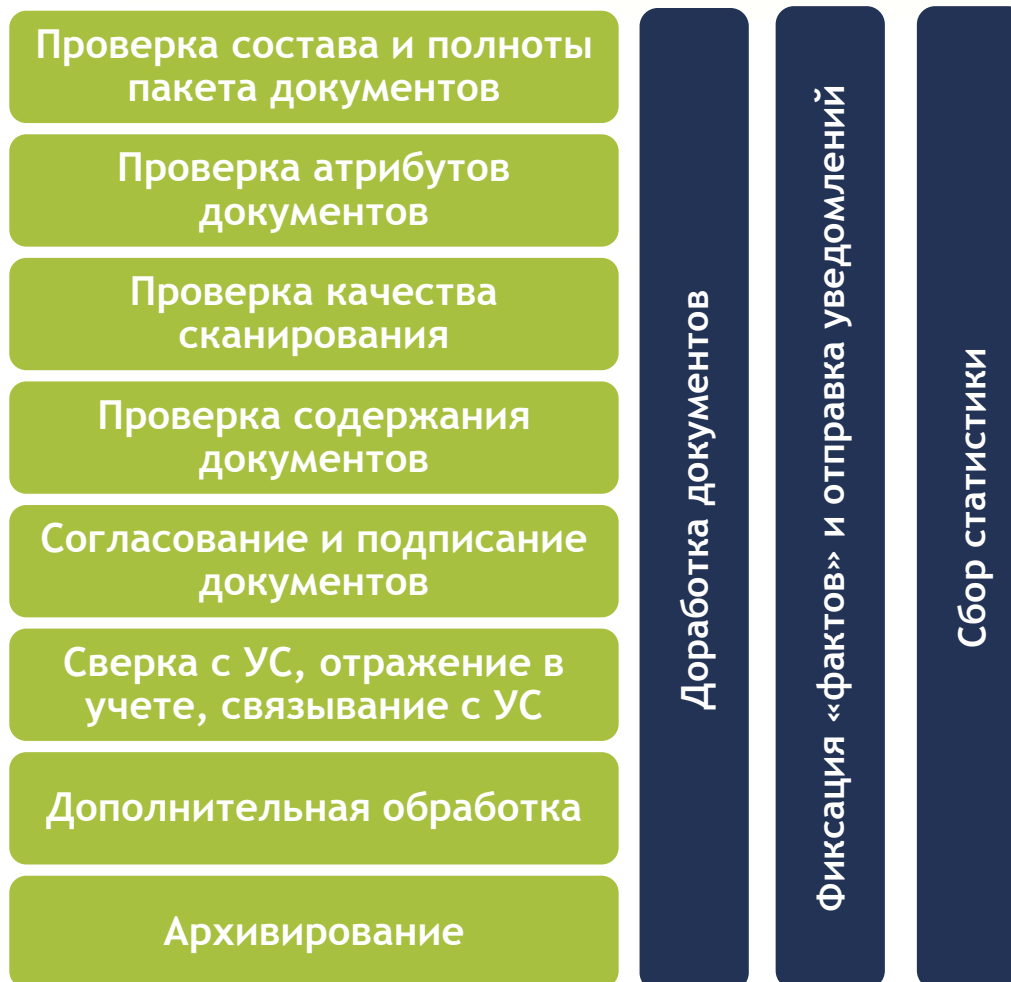 Проверка состава и полноты
пакета документов
Проверка атрибутов
документов
Проверка качества
сканирования
Проверка содержания
документов
Согласование и подписание
документов
Сверка с УС, отражение в
учете, связывание с УС
Дополнительная обработка
Архивирование
Доработка документов
Фиксация «фактов» и отправка уведомлений
Сбор статистики